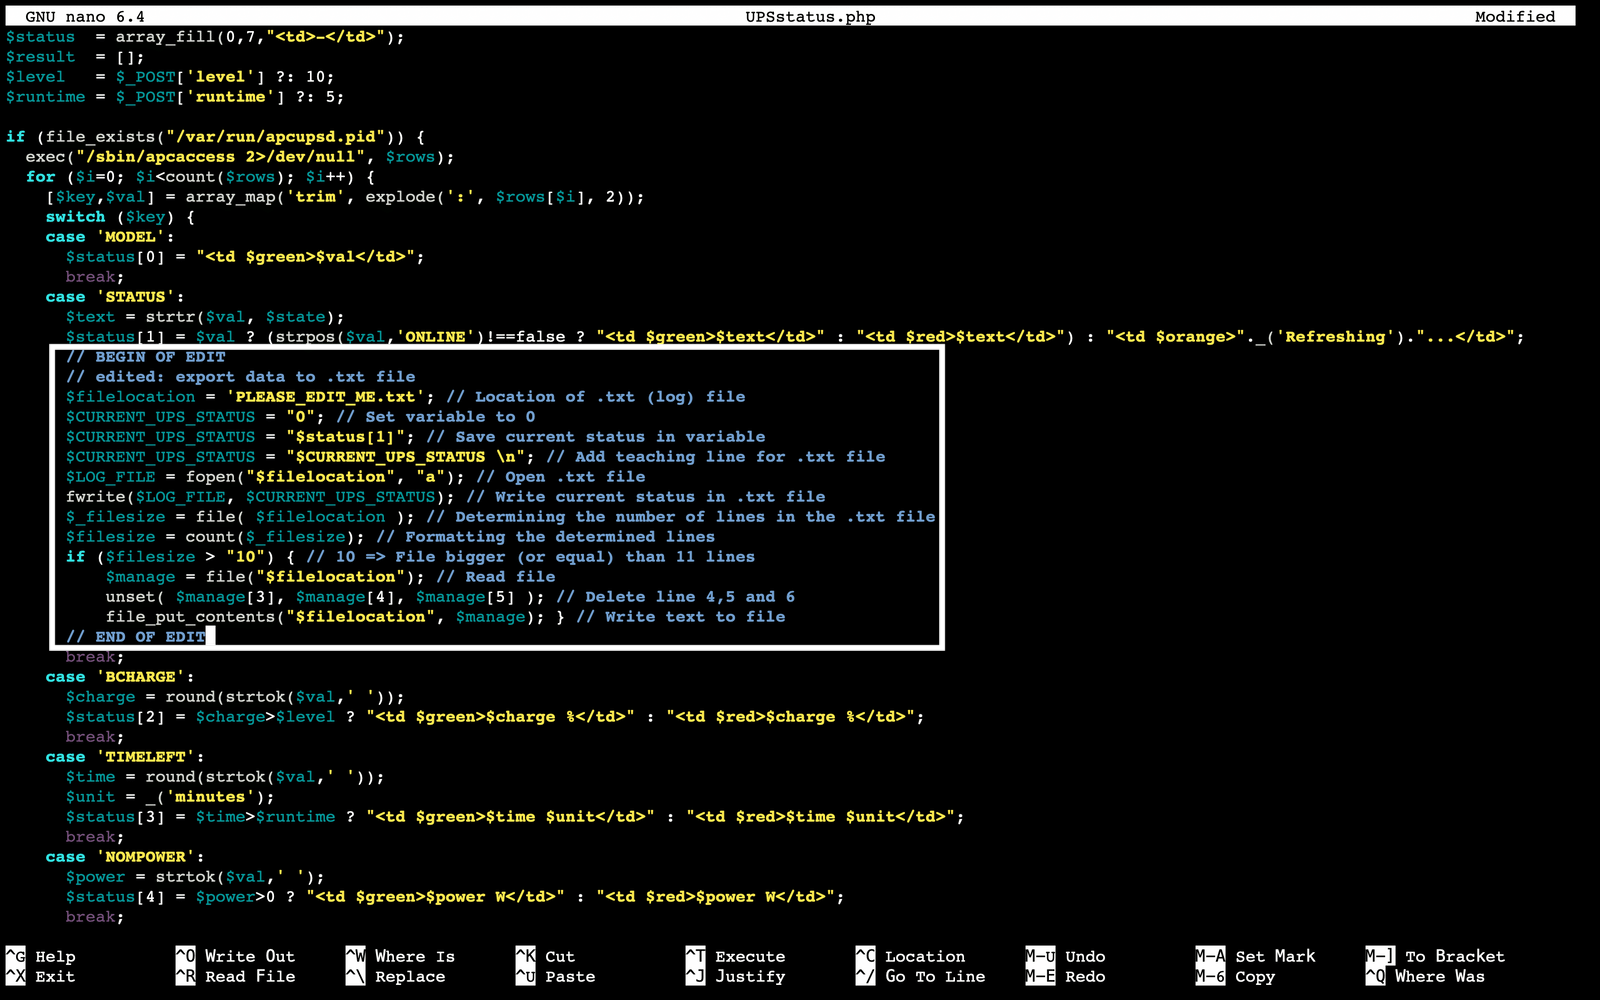 GNU nano 6.4 UPSstatus.php Modified
$status  = array_fill(0,7,"<td>-</td>");
$result  = [];
$level   = $_POST['level'] ?: 10;
$runtime = $_POST['runtime'] ?: 5;

if (file_exists("/var/run/apcupsd.pid")) {
  exec("/sbin/apcaccess 2>/dev/null", $rows);
  for ($i=0; $i<count($rows); $i++) {
    [$key,$val] = array_map('trim', explode(':', $rows[$i], 2));
    switch ($key) {
    case 'MODEL':
      $status[0] = "<td $green>$val</td>";
      break;
    case 'STATUS':
      $text = strtr($val, $state);
      $status[1] = $val ? (strpos($val,'ONLINE')!==false ? "<td $green>$text</td>" : "<td $red>$text</td>") : "<td $orange>"._('Refreshing')."...</td>";
      // BEGIN OF EDIT
      // edited: export data to .txt file
      $filelocation = 'PLEASE_EDIT_ME.txt'; // Location of .txt (log) file
      $CURRENT_UPS_STATUS = "0"; // Set variable to 0
      $CURRENT_UPS_STATUS = "$status[1]"; // Save current status in variable
      $CURRENT_UPS_STATUS = "$CURRENT_UPS_STATUS \n"; // Add teaching line for .txt file
      $LOG_FILE = fopen("$filelocation", "a"); // Open .txt file
      fwrite($LOG_FILE, $CURRENT_UPS_STATUS); // Write current status in .txt file
      $_filesize = file( $filelocation ); // Determining the number of lines in the .txt file
      $filesize = count($_filesize); // Formatting the determined lines
      if ($filesize > "10") { // 10 => File bigger (or equal) than 11 lines
          $manage = file("$filelocation"); // Read file
          unset( $manage[3], $manage[4], $manage[5] ); // Delete line 4,5 and 6
          file_put_contents("$filelocation", $manage); } // Write text to file
      // END OF EDIT
      break;
    case 'BCHARGE':
      $charge = round(strtok($val,' '));
      $status[2] = $charge>$level ? "<td $green>$charge %</td>" : "<td $red>$charge %</td>";
      break;
    case 'TIMELEFT':
      $time = round(strtok($val,' '));
      $unit = _('minutes');
      $status[3] = $time>$runtime ? "<td $green>$time $unit</td>" : "<td $red>$time $unit</td>";
      break;
    case 'NOMPOWER':
      $power = strtok($val,' ');
      $status[4] = $power>0 ? "<td $green>$power W</td>" : "<td $red>$power W</td>";
      break;

^G Help ^O Write Out ^W Where Is ^K Cut ^T Execute ^C Location M-U Undo M-A Set Mark M-] To Bracket
^X Exit ^R Read File ^\ Replace ^U Paste ^J Justify ^/ Go To Line M-E Redo M-6 Copy ^Q Where Was